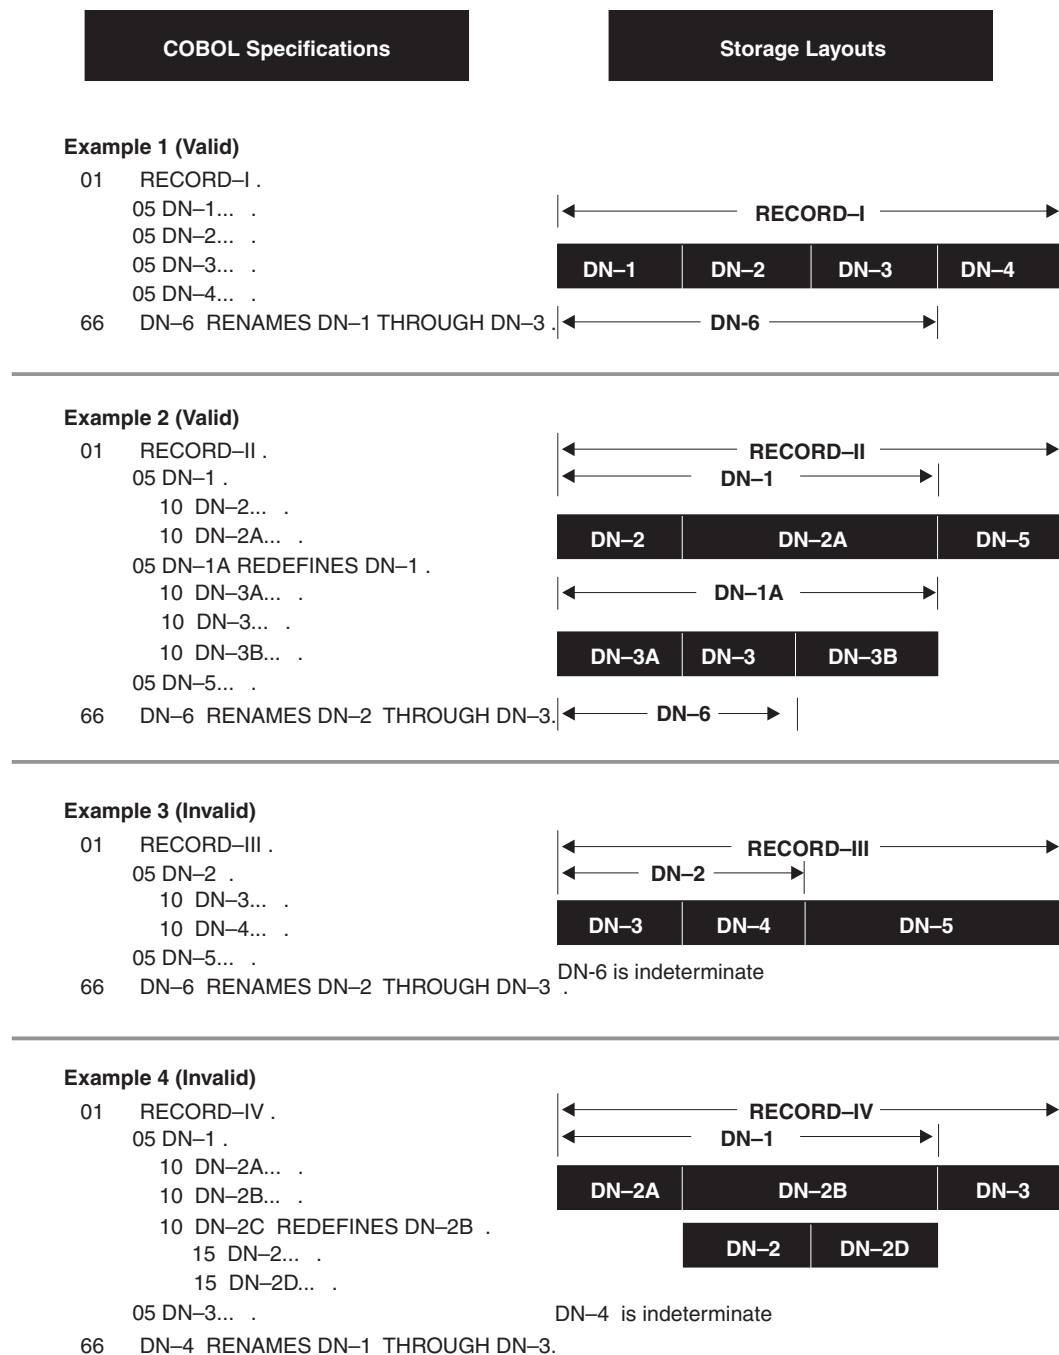 COBOL Specifications
Storage Layouts
Example 1 (Valid)
01 RECORD–I .
05 DN–1... .
05 DN–2... .
05 DN–3... .
05 DN–4... .
66 DN–6 RENAMES DN–1 THROUGH DN–3 .
RECORD–I
DN–1 DN–2 DN–3 DN–4
DN-6
Example 2 (Valid)
01 RECORD–II .
05 DN–1 .
10 DN–2... .
10 DN–2A... .
05 DN–1A REDEFINES DN–1 .
10 DN–3A... .
10 DN–3... .
10 DN–3B... .
05 DN–5... .
66 DN–6 RENAMES DN–2 THROUGH DN–3.
RECORD–II
DN–1
DN–2 DN–2A DN–5
DN–1A
DN–3A DN–3 DN–3B
DN–6
Example 3 (Invalid)
01 RECORD–III .
05 DN–2 .
10 DN–3... .
10 DN–4... .
05 DN–5... .
66 DN–6 RENAMES DN–2 THROUGH DN–3 .
RECORD–III
DN–2
DN–3 DN–4 DN–5
DN-6 is indeterminate
Example 4 (Invalid)
01 RECORD–IV .
05 DN–1 .
10 DN–2A... .
10 DN–2B... .
10 DN–2C REDEFINES DN–2B .
15 DN–2... .
15 DN–2D... .
05 DN–3... .
66 DN–4 RENAMES DN–1 THROUGH DN–3.
RECORD–IV
DN–1
DN–2A DN–2B DN–3
DN–2 DN–2D
DN–4 is indeterminate